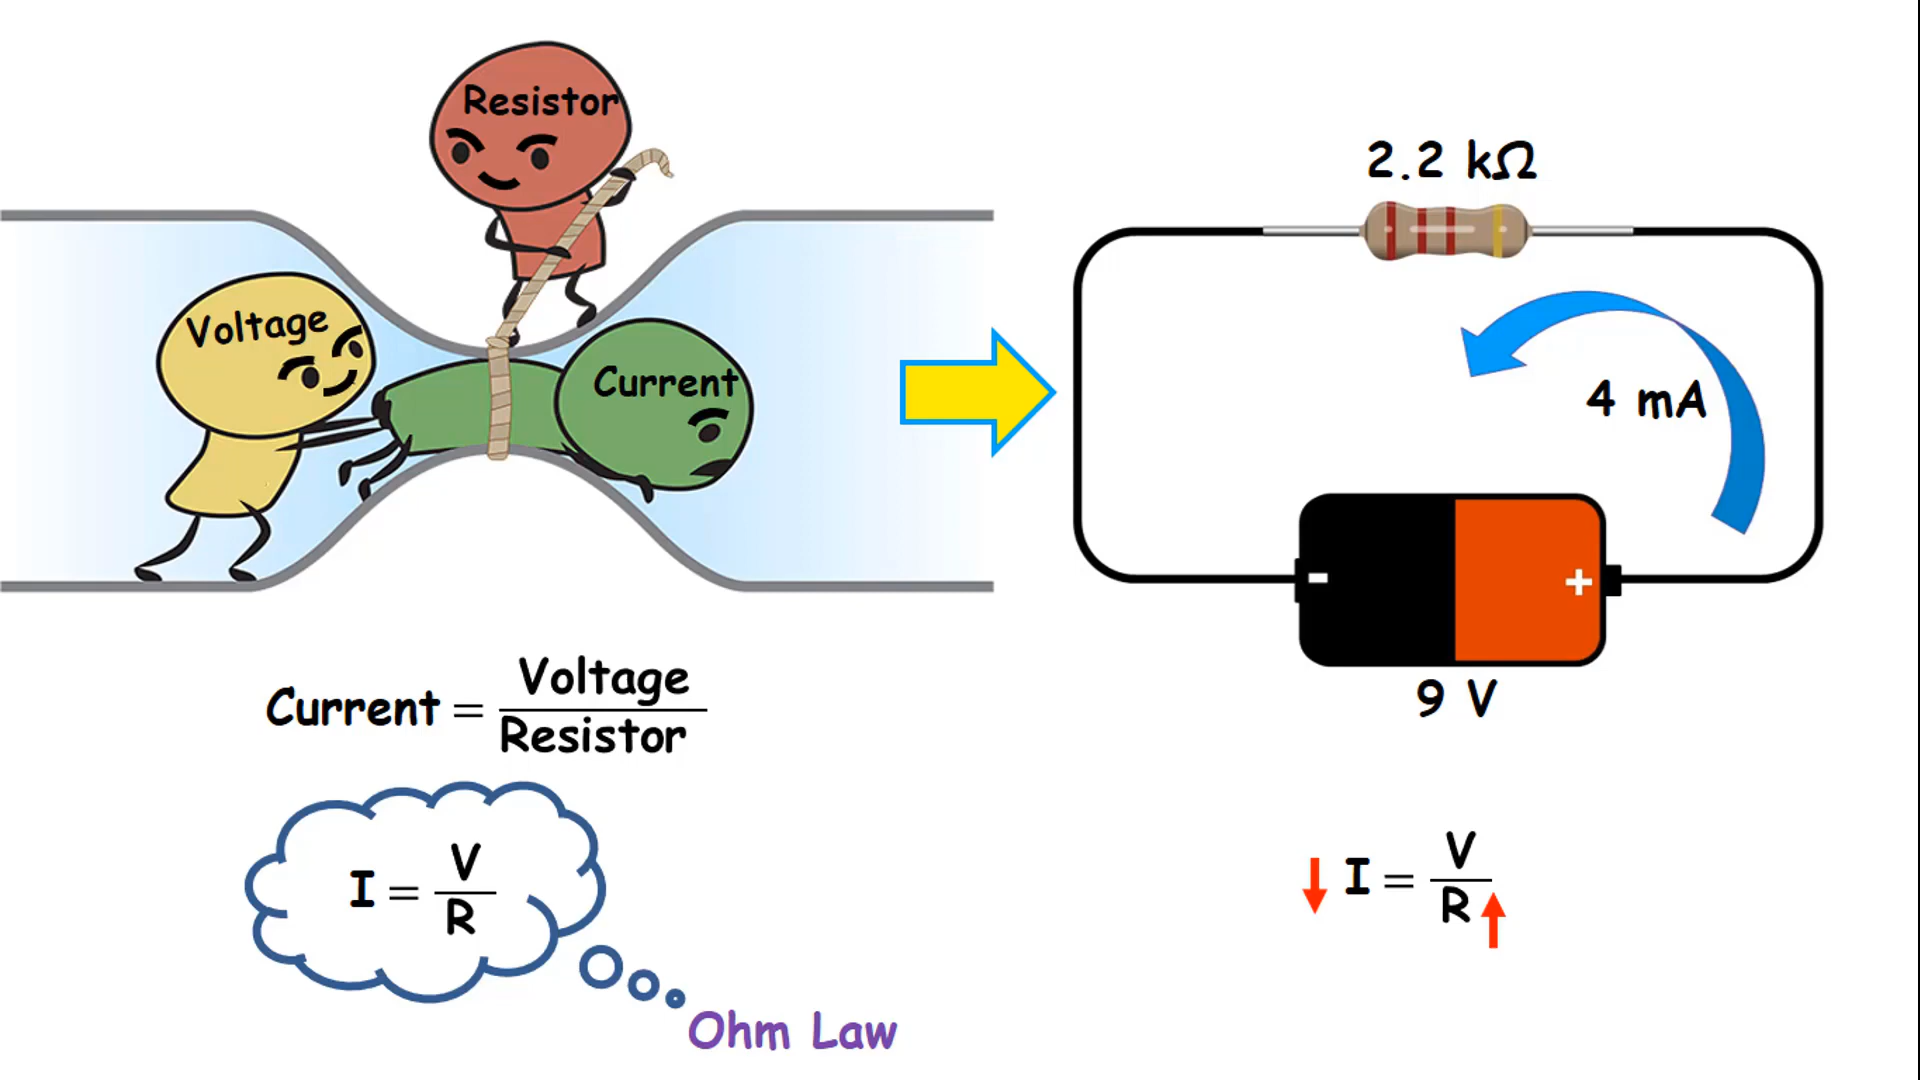 Resistor
Voltage
Current
2.2 kΩ
4 mA
- +
9 V
Current = Voltage / Resistor
I = V / R
Ohm Law
↓ I = V / R ↑